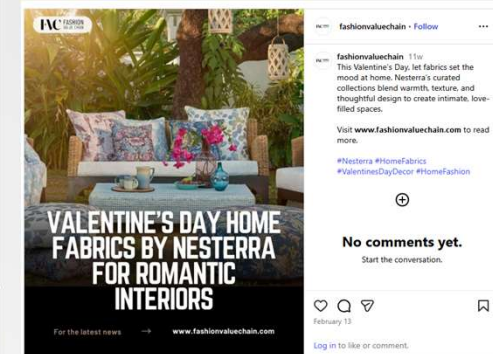 FVC FASHION
VALUE CHAIN
VALENTINE'S DAY HOME
FABRICS BY NESTERRA
FOR ROMANTIC
INTERIORS
For the latest news → www.fashionvaluechain.com
fashionvaluechain • Follow
fashionvaluechain 11w
This Valentine's Day, let fabrics set the
mood at home. Nesterra's curated
collections blend warmth, texture, and
thoughtful design to create intimate, love-
filled spaces.
Visit www.fashionvaluechain.com to read
more.
#Nesterra #HomeFabrics
#ValentinesDayDecor #HomeFashion
No comments yet.
Start the conversation.
February 13
Log in to like or comment.